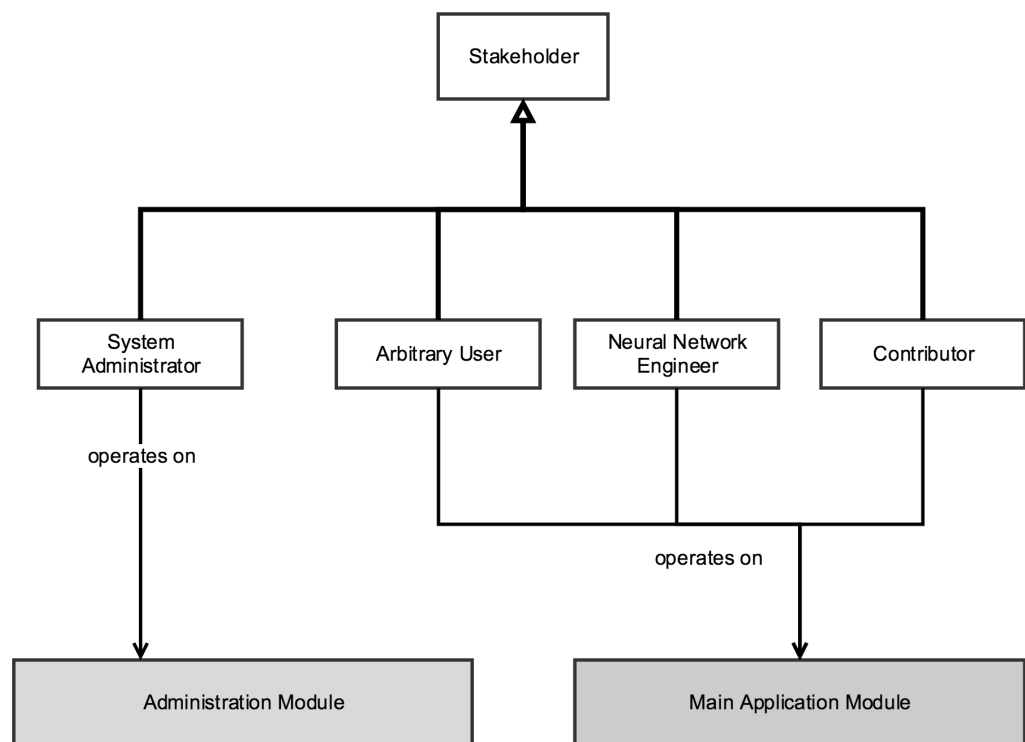 Stakeholder
System
Administrator
Arbitrary User
Neural Network
Engineer
Contributor
operates on
operates on
Administration Module
Main Application Module